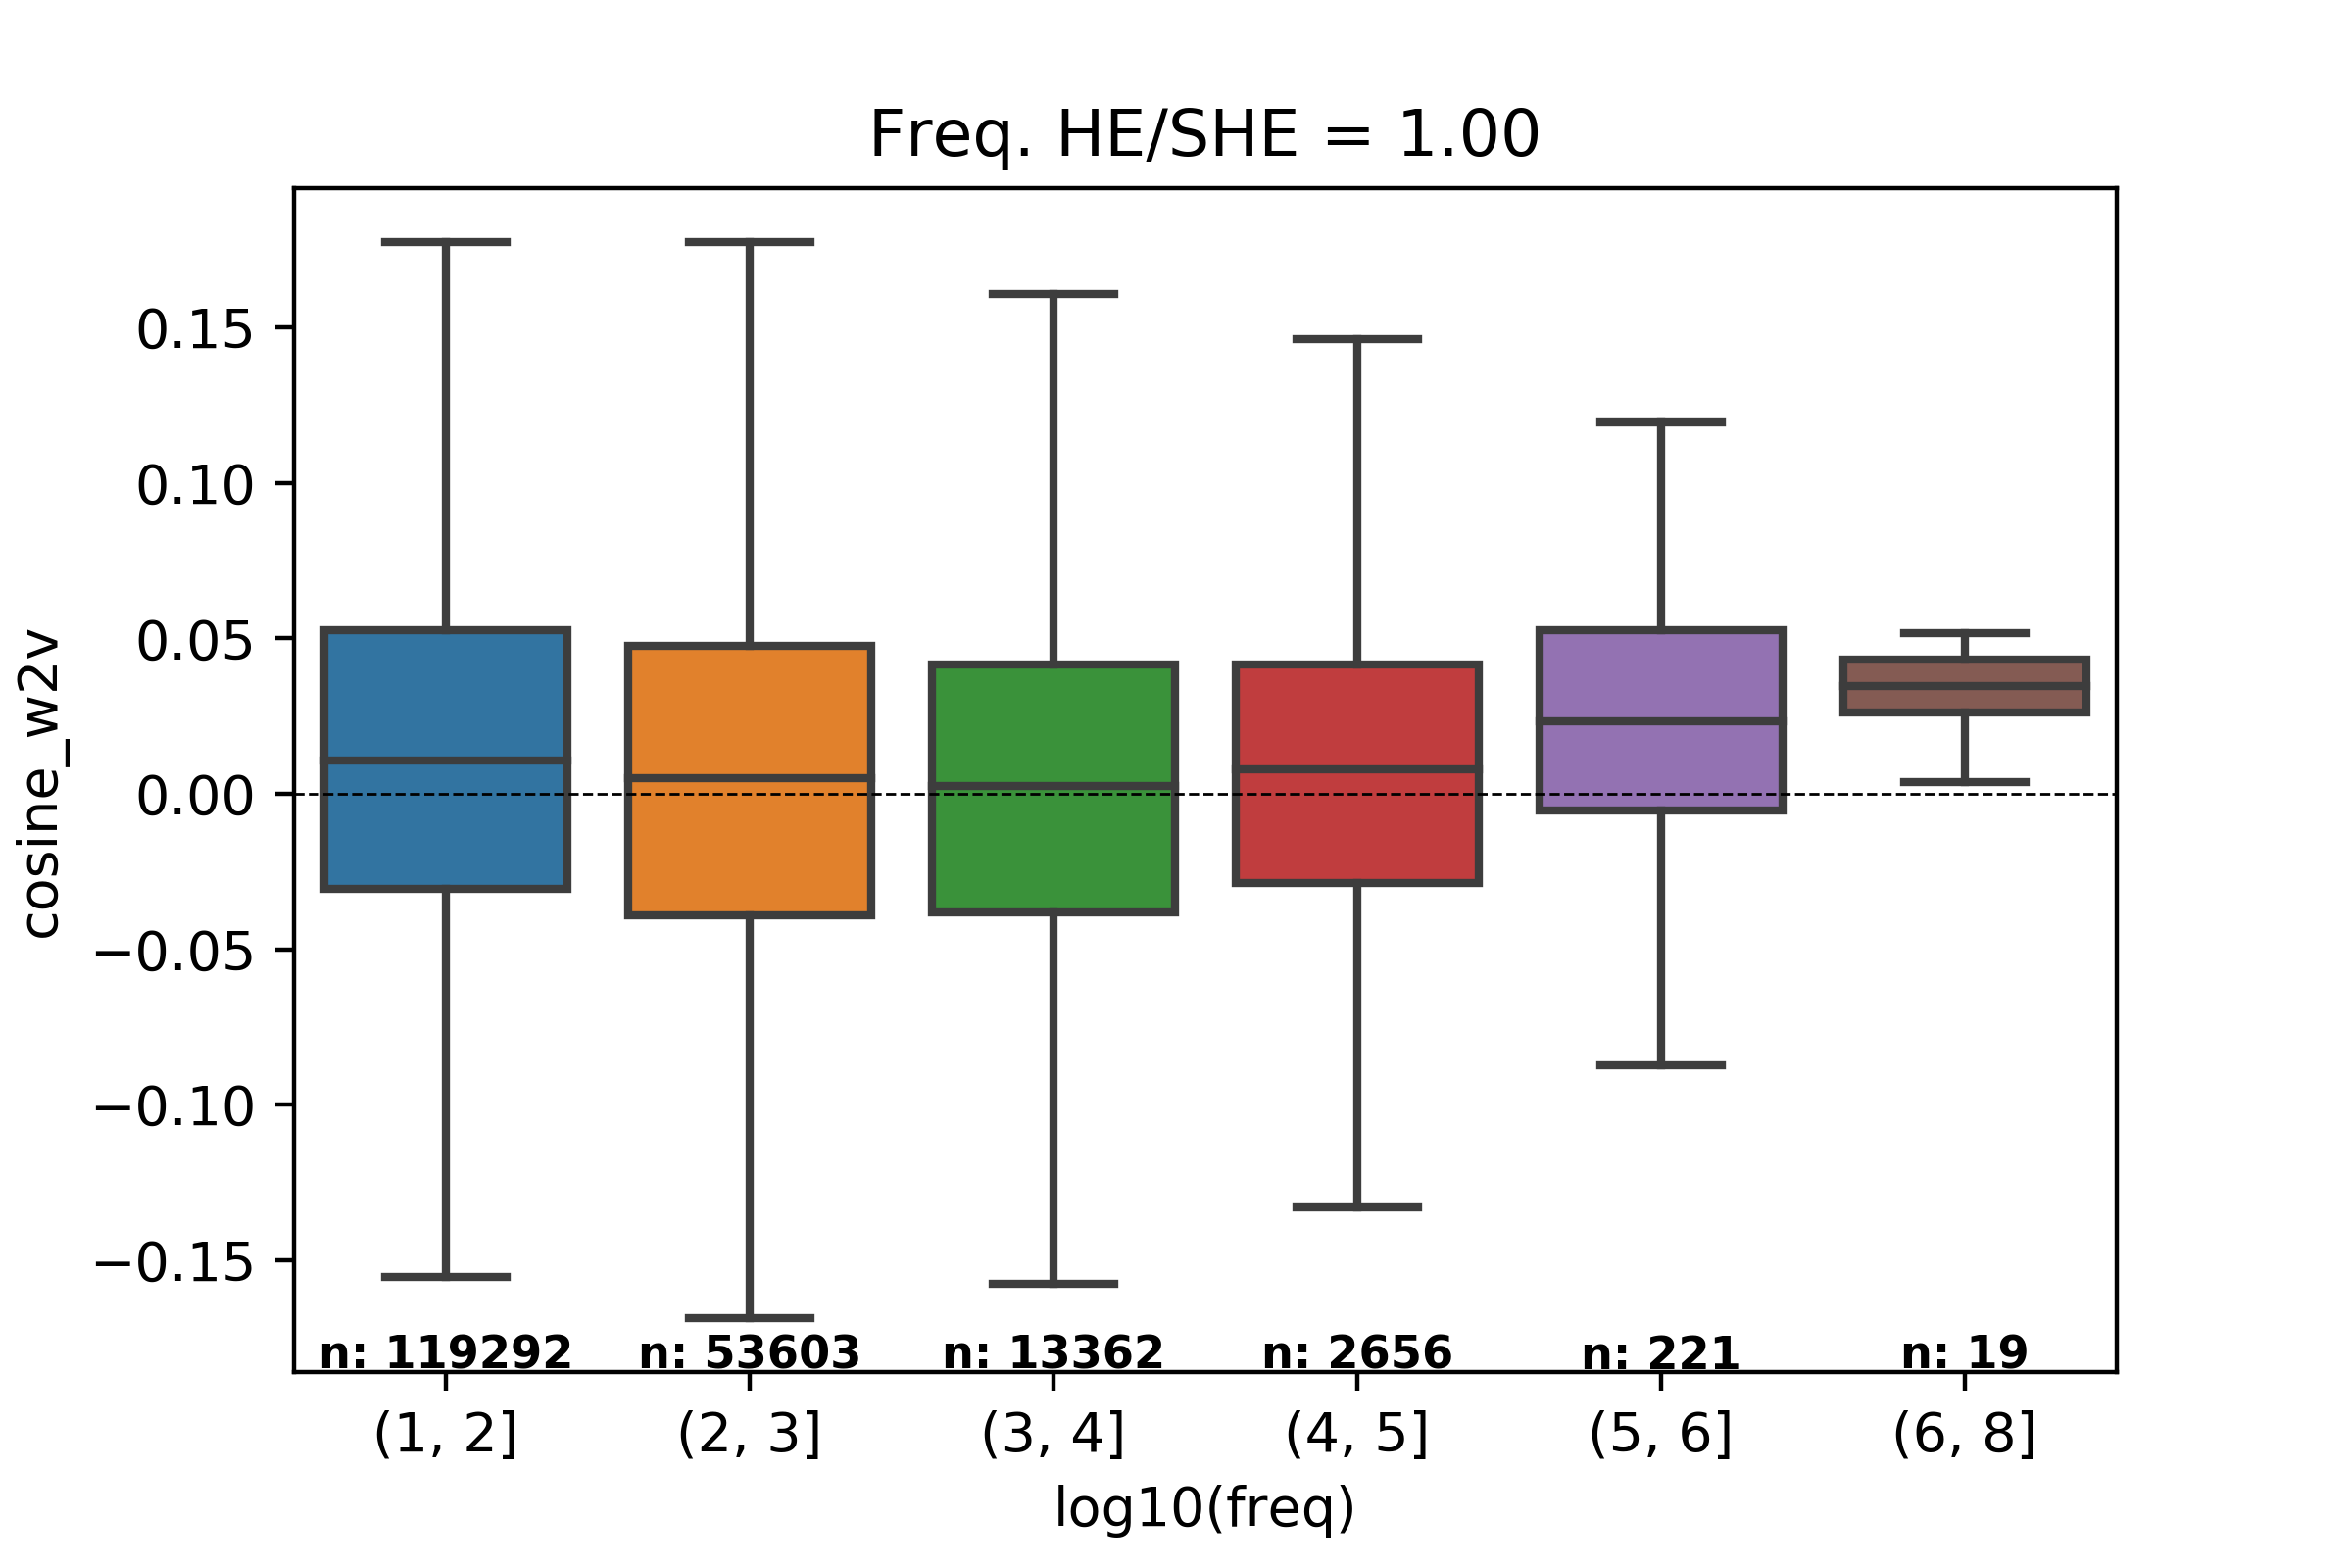 Freq. HE/SHE = 1.00
cosine_w2v
0.15
0.10
0.05
0.00
−0.05
−0.10
−0.15
n: 119292 n: 53603 n: 13362 n: 2656 n: 221 n: 19
(1, 2] (2, 3] (3, 4] (4, 5] (5, 6] (6, 8]
log10(freq)